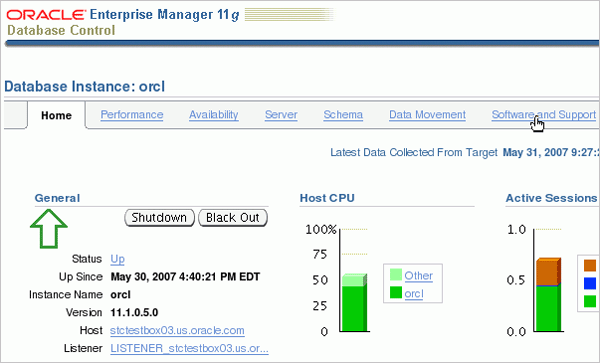 ORACLE Enterprise Manager 11g
Database Control
Database Instance: orcl
Home Performance Availability Server Schema Data Movement Software and Support
Latest Data Collected From Target May 31, 2007 9:27:2
General
Shutdown Black Out
Status Up
Up Since May 30, 2007 4:40:21 PM EDT
Instance Name orcl
Version 11.1.0.5.0
Host stctestbox03.us.oracle.com
Listener LISTENER_stctestbox03.us.or...
Host CPU
100%
75
50
25
0
Other
orcl
Active Sessions
1.0
0.5
0.0